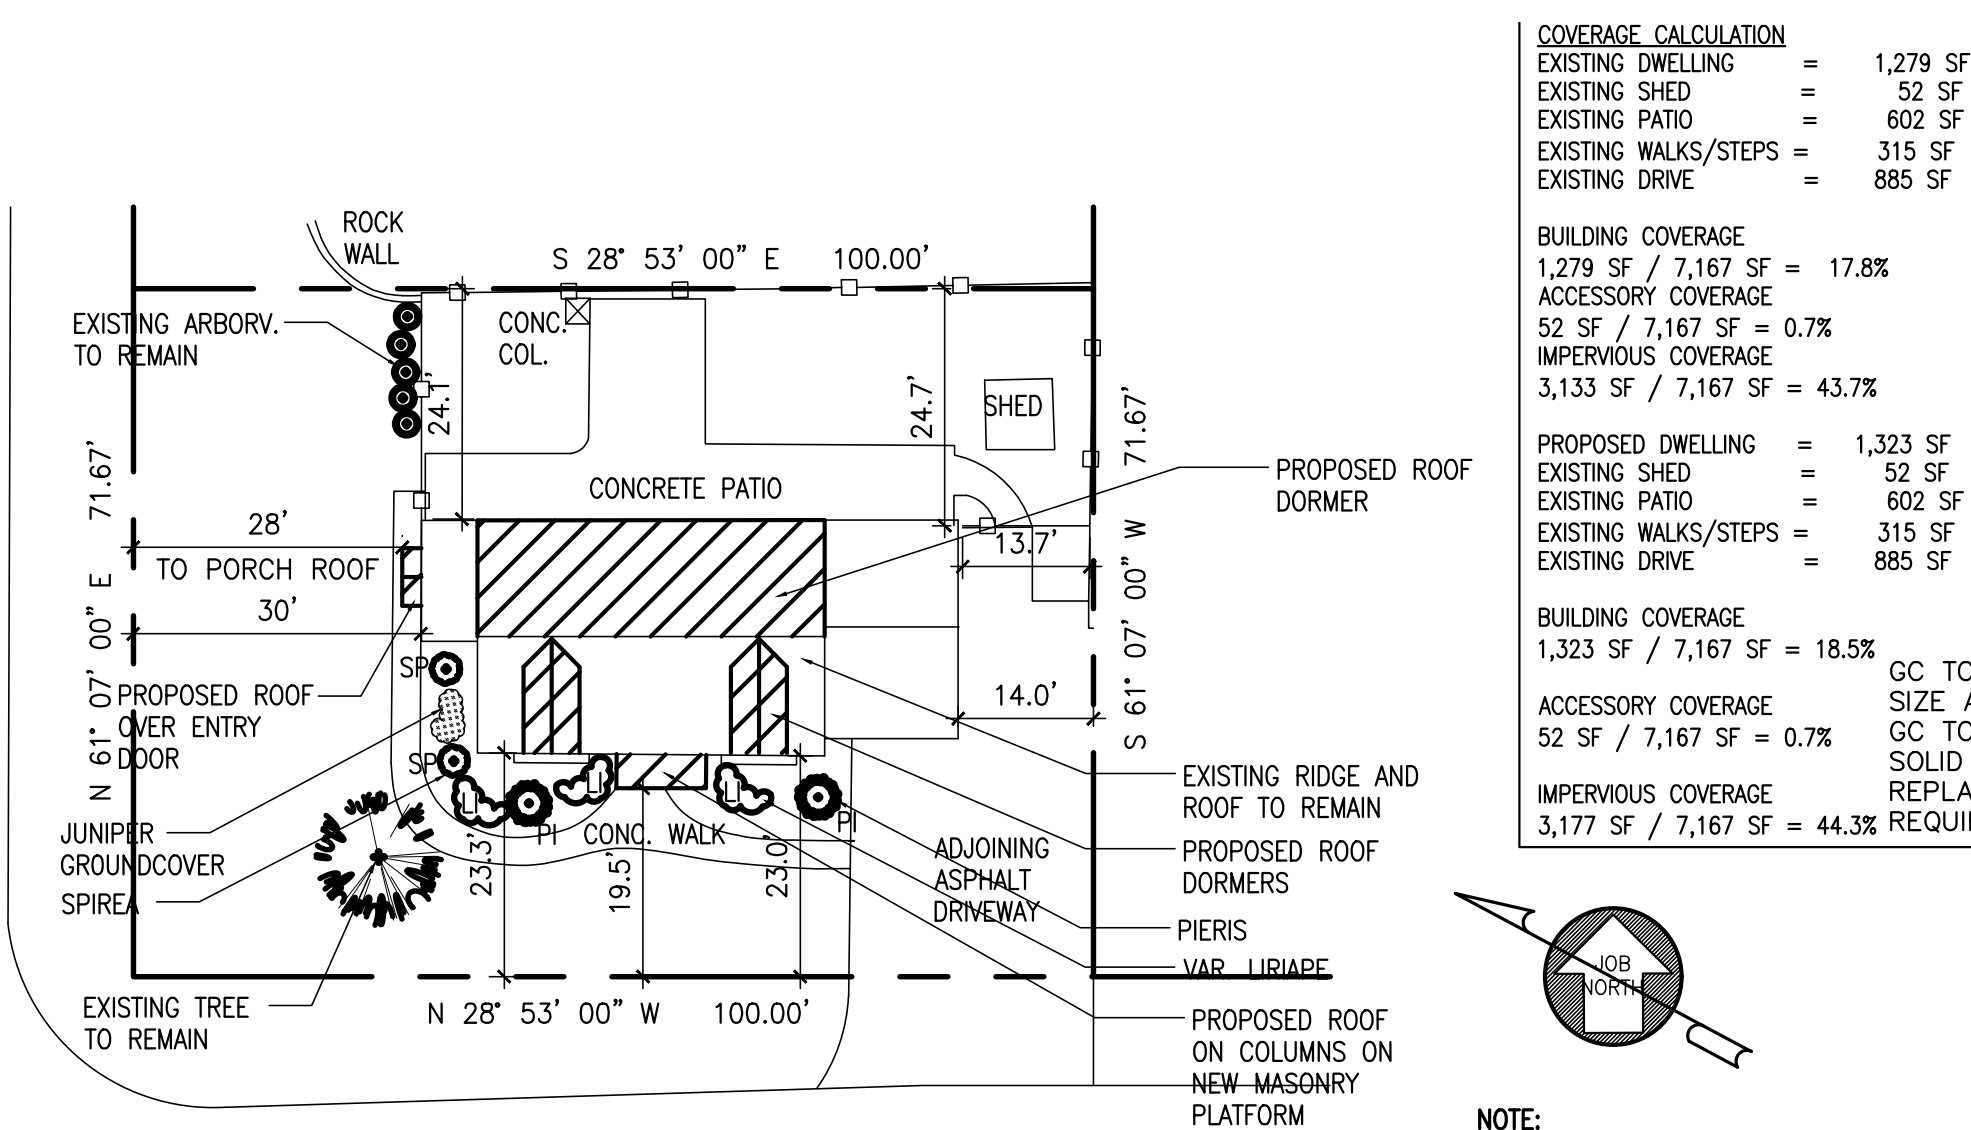 COVERAGE CALCULATION
EXISTING DWELLING = 1,279 SF
EXISTING SHED = 52 SF
EXISTING PATIO = 602 SF
EXISTING WALKS/STEPS = 315 SF
EXISTING DRIVE = 885 SF
BUILDING COVERAGE
1,279 SF / 7,167 SF = 17.8%
ACCESSORY COVERAGE
52 SF / 7,167 SF = 0.7%
IMPERVIOUS COVERAGE
3,133 SF / 7,167 SF = 43.7%
PROPOSED DWELLING = 1,323 SF
EXISTING SHED = 52 SF
EXISTING PATIO = 602 SF
EXISTING WALKS/STEPS = 315 SF
EXISTING DRIVE = 885 SF
BUILDING COVERAGE
1,323 SF / 7,167 SF = 18.5%
ACCESSORY COVERAGE
52 SF / 7,167 SF = 0.7%
IMPERVIOUS COVERAGE
3,177 SF / 7,167 SF = 44.3%
GC TO
SIZE
GC TO
SOLID
REPLA
REQUI
ROCK
WALL
S 28° 53' 00" E 100.00'
EXISTING ARBORV.
TO REMAIN
CONC.
COL.
24.1'
24.7'
SHED
71.67'
N 61° 07' 00" E
71.67'
S 61° 07' 00" W
CONCRETE PATIO
PROPOSED ROOF
DORMER
28'
TO PORCH ROOF
30'
13.7'
14.0'
SP
PROPOSED ROOF
OVER ENTRY
DOOR
SP
LI
LI
LI
PI
PI
CONC. WALK
JUNIPER
GROUNDCOVER
SPIREA
23.3'
19.5'
23.0'
ADJOINING
ASPHALT
DRIVEWAY
EXISTING RIDGE AND
ROOF TO REMAIN
PROPOSED ROOF
DORMERS
PIERIS
VAR. LIRIAPE
EXISTING TREE
TO REMAIN
N 28° 53' 00" W 100.00'
PROPOSED ROOF
ON COLUMNS ON
NEW MASONRY
PLATFORM
JOB
NORTH
NOTE: